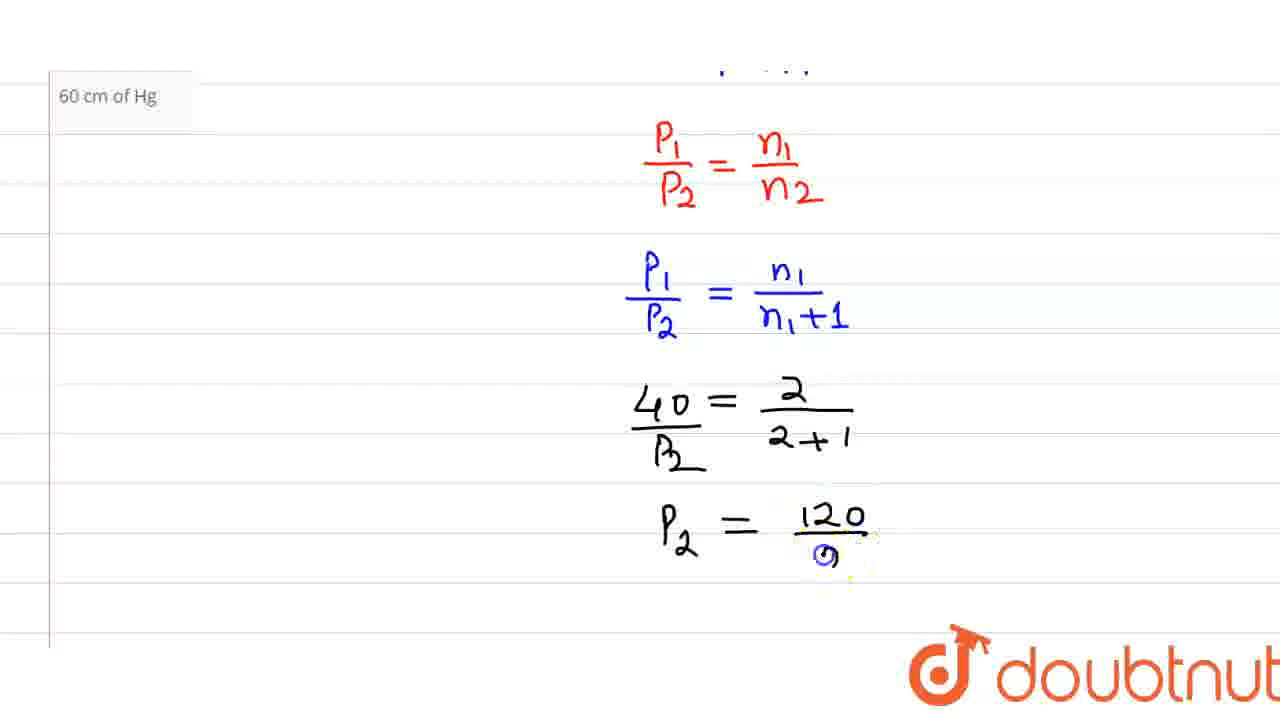 60 cm of Hg
P1/P2 = n1/n2
P1/P2 = n1/n1+1
40/P2 = 2/2+1
P2 = 120/
doubtnut